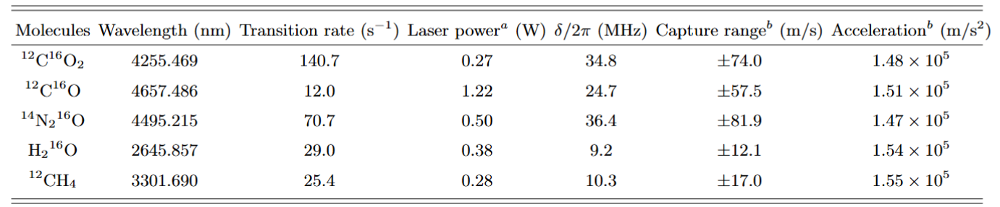 Molecules Wavelength (nm) Transition rate (s⁻¹) Laser powerᵃ (W) δ/2π (MHz) Capture rangeᵇ (m/s) Accelerationᵇ (m/s²)
¹²C¹⁶O₂ 4255.469 140.7 0.27 34.8 ±74.0 1.48 × 10⁵
¹²C¹⁶O 4657.486 12.0 1.22 24.7 ±57.5 1.51 × 10⁵
¹⁴N₂¹⁶O 4495.215 70.7 0.50 36.4 ±81.9 1.47 × 10⁵
H₂¹⁶O 2645.857 29.0 0.38 9.2 ±12.1 1.54 × 10⁵
¹²CH₄ 3301.690 25.4 0.28 10.3 ±17.0 1.55 × 10⁵